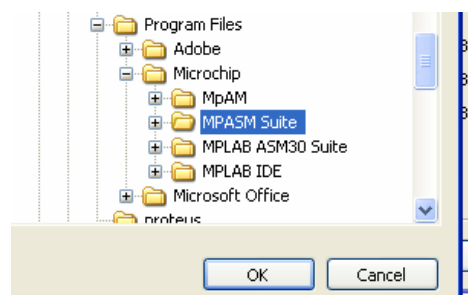 Program Files
Adobe
Microchip
MpAM
MPASM Suite
MPLAB ASM30 Suite
MPLAB IDE
Microsoft Office
proteus
OK Cancel